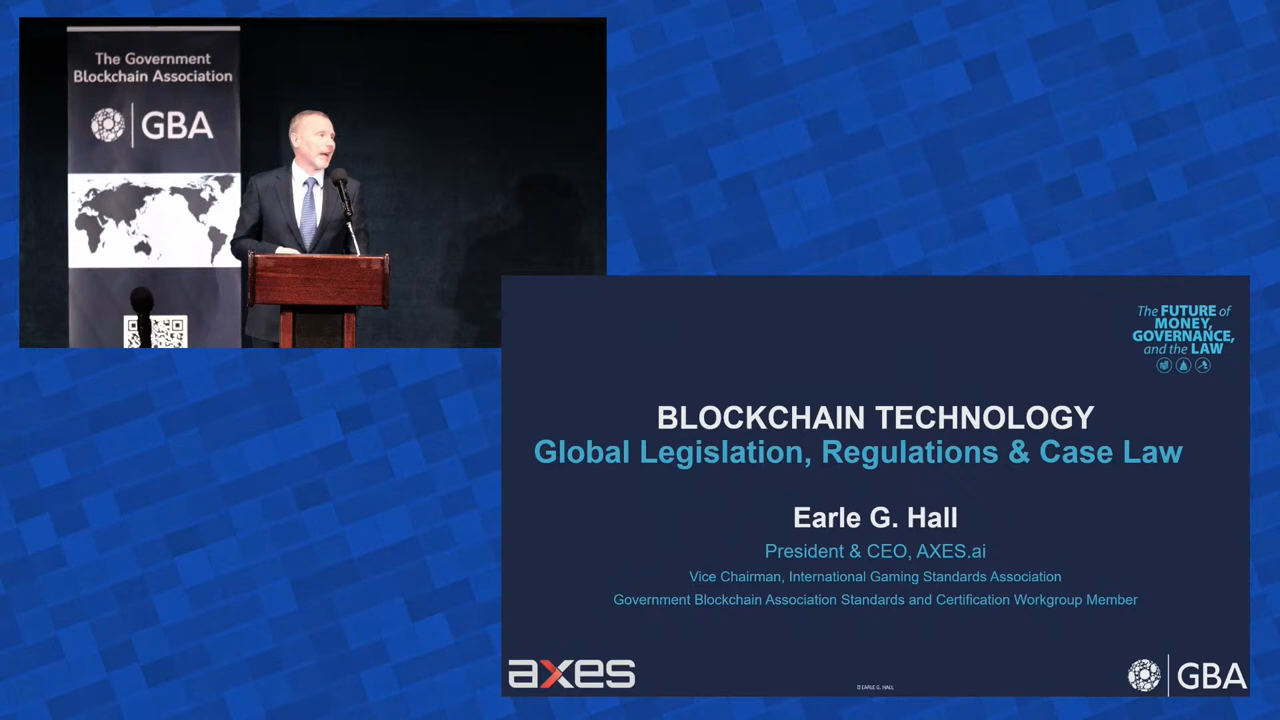 The Government
Blockchain Association
GBA
The FUTURE of
MONEY,
GOVERNANCE,
and the LAW
BLOCKCHAIN TECHNOLOGY
Global Legislation, Regulations & Case Law
Earle G. Hall
President & CEO, AXES.ai
Vice Chairman, International Gaming Standards Association
Government Blockchain Association Standards and Certification Workgroup Member
axes
EARLE G. HALL
GBA